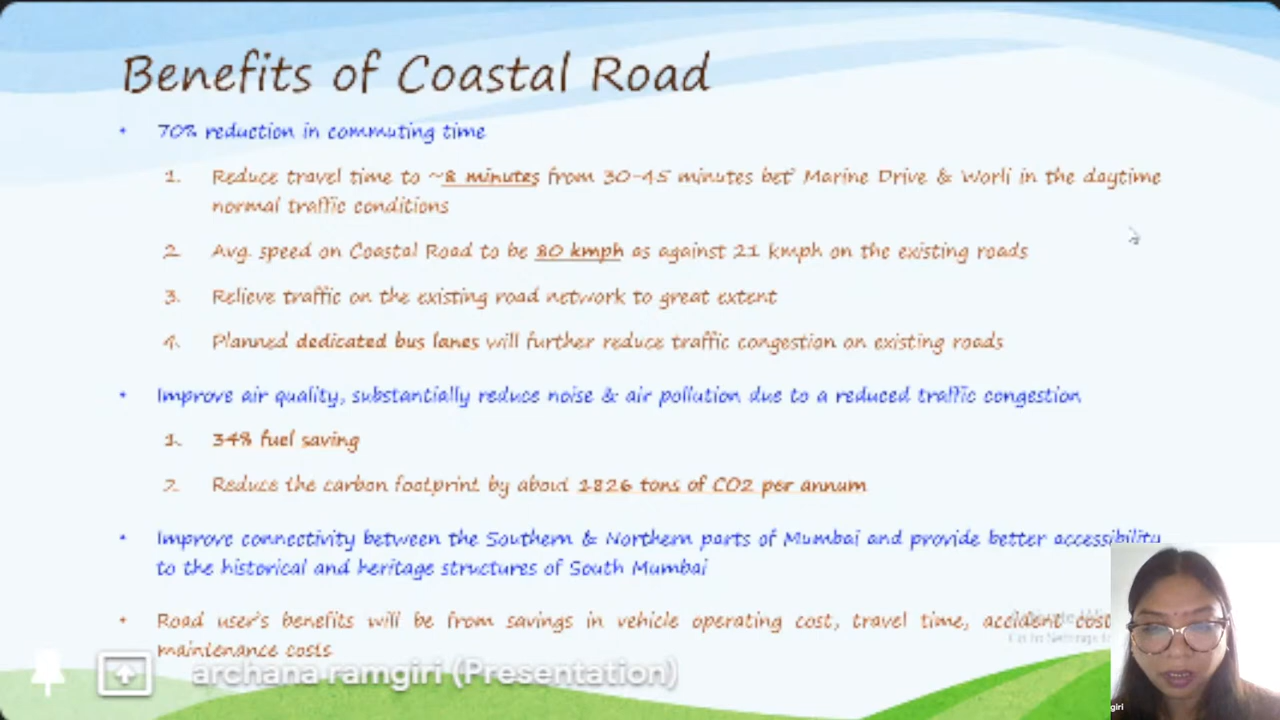 Benefits of Coastal Road
• 70% reduction in commuting time
1. Reduce travel time to ~8 minutes from 30-45 minutes betⁿ Marine Drive & Worli in the daytime
normal traffic conditions
2. Avg. speed on Coastal Road to be 80 kmph as against 21 kmph on the existing roads
3. Relieve traffic on the existing road network to great extent
4. Planned dedicated bus lanes will further reduce traffic congestion on existing roads
• Improve air quality, substantially reduce noise & air pollution due to a reduced traffic congestion
1. 34% fuel saving
2. Reduce the carbon footprint by about 1826 tons of CO2 per annum
• Improve connectivity between the Southern & Northern parts of Mumbai and provide better accessibility
to the historical and heritage structures of South Mumbai
• Road user's benefits will be from savings in vehicle operating cost, travel time, accident cost
maintenance costs
archana ramgiri (Presentation)
giri